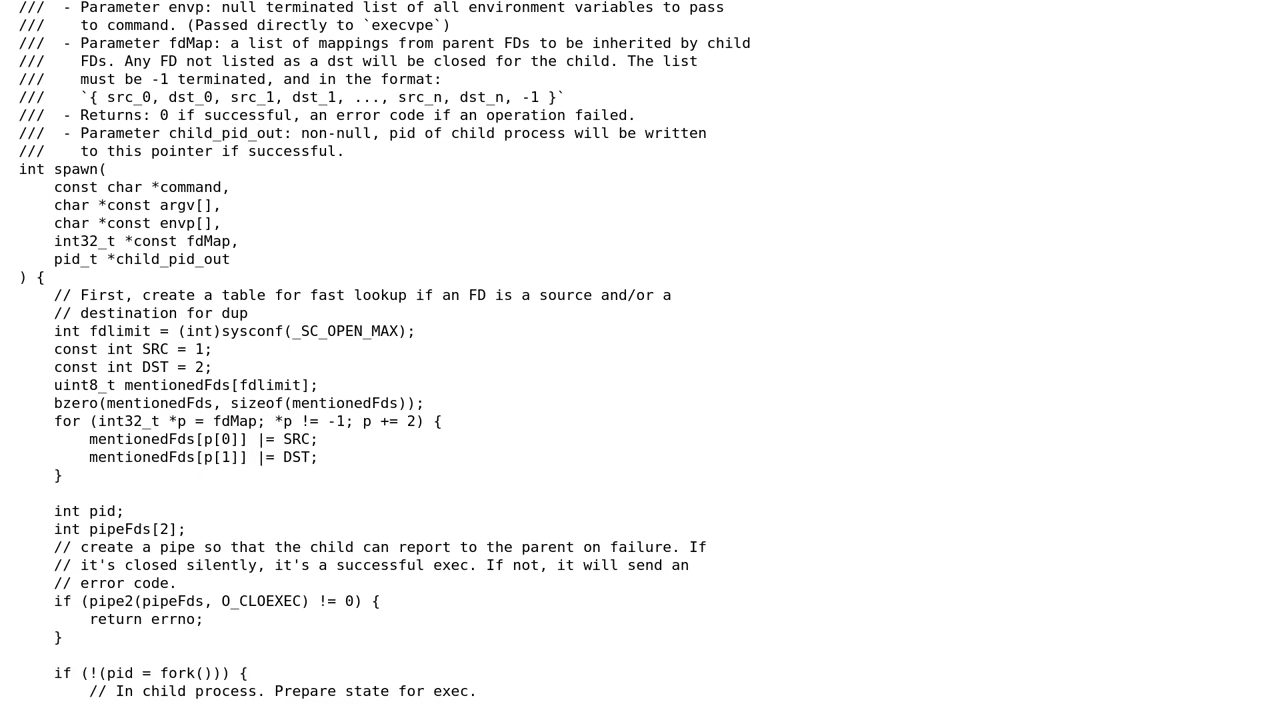 ///  - Parameter envp: null terminated list of all environment variables to pass
///    to command. (Passed directly to `execvpe`)
///  - Parameter fdMap: a list of mappings from parent FDs to be inherited by child
///    FDs. Any FD not listed as a dst will be closed for the child. The list
///    must be -1 terminated, and in the format:
///    `{ src_0, dst_0, src_1, dst_1, ..., src_n, dst_n, -1 }`
///  - Returns: 0 if successful, an error code if an operation failed.
///  - Parameter child_pid_out: non-null, pid of child process will be written
///    to this pointer if successful.
int spawn(
    const char *command,
    char *const argv[],
    char *const envp[],
    int32_t *const fdMap,
    pid_t *child_pid_out
) {
    // First, create a table for fast lookup if an FD is a source and/or a
    // destination for dup
    int fdlimit = (int)sysconf(_SC_OPEN_MAX);
    const int SRC = 1;
    const int DST = 2;
    uint8_t mentionedFds[fdlimit];
    bzero(mentionedFds, sizeof(mentionedFds));
    for (int32_t *p = fdMap; *p != -1; p += 2) {
        mentionedFds[p[0]] |= SRC;
        mentionedFds[p[1]] |= DST;
    }

    int pid;
    int pipeFds[2];
    // create a pipe so that the child can report to the parent on failure. If
    // it's closed silently, it's a successful exec. If not, it will send an
    // error code.
    if (pipe2(pipeFds, O_CLOEXEC) != 0) {
        return errno;
    }

    if (!(pid = fork())) {
        // In child process. Prepare state for exec.